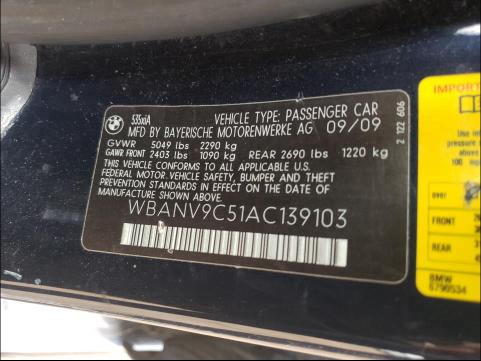 BMW
535xiA
VEHICLE TYPE: PASSENGER CAR
MFD BY BAYERISCHE MOTORENWERKE AG 09/09
GVWR 5049 lbs 2290 kg
GAWR FRONT 2403 lbs 1090 kg REAR 2690 lbs 1220 kg
THIS VEHICLE CONFORMS TO ALL APPLICABLE U.S.
FEDERAL MOTOR VEHICLE SAFETY, BUMPER AND THEFT
PREVENTION STANDARDS IN EFFECT ON THE DATE OF
MANUFACTURE SHOWN ABOVE.
WBANV9C51AC139103
2 122 606
IMPORT
over
FRONT
REAR
BMW
6790534